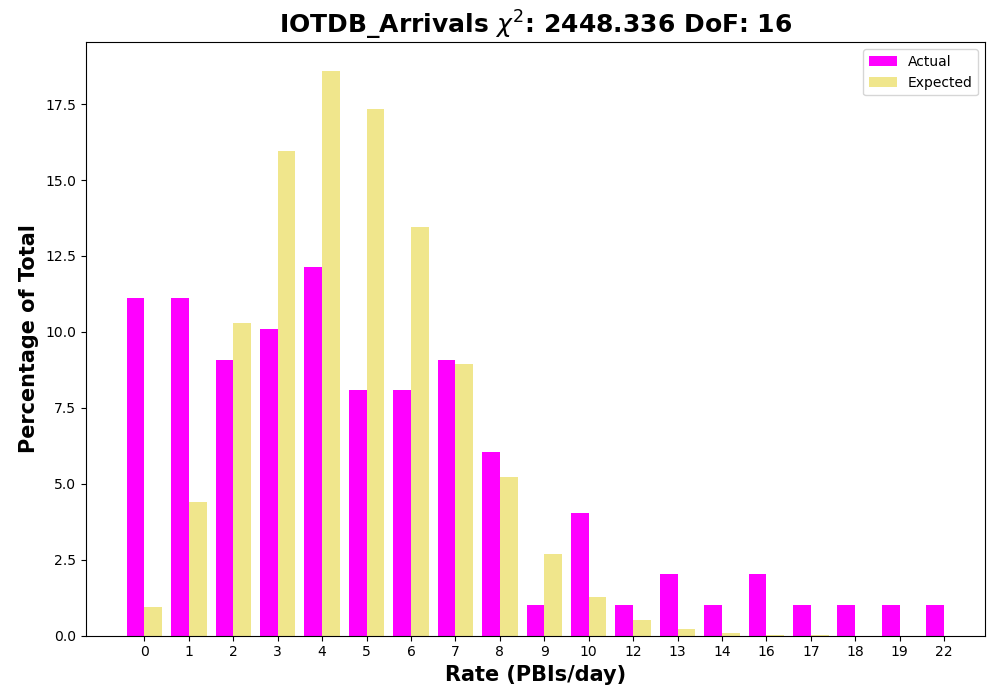 IOTDB_Arrivals χ²: 2448.336 DoF: 16
Actual
Expected
17.5
15.0
12.5
10.0
7.5
5.0
2.5
0.0
Percentage of Total
0 1 2 3 4 5 6 7 8 9 10 12 13 14 16 17 18 19 22
Rate (PBIs/day)